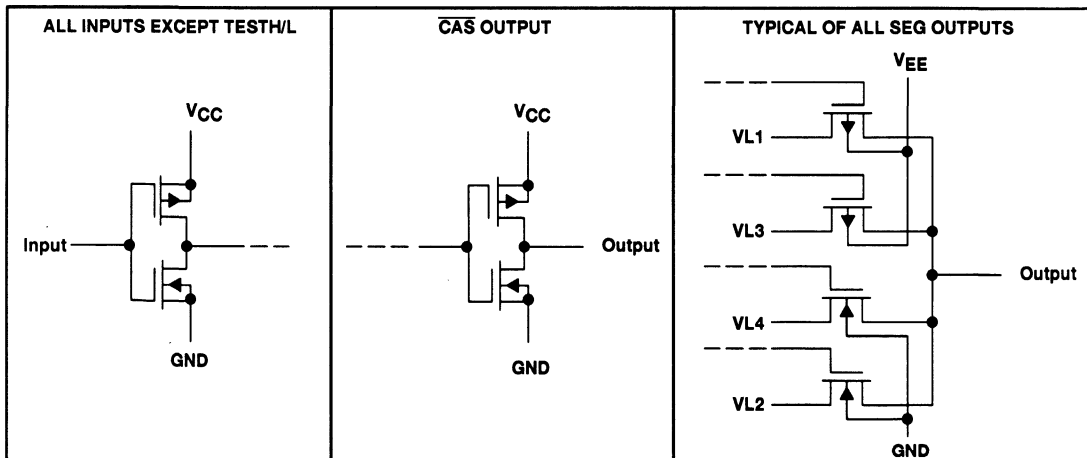 ALL INPUTS EXCEPT TESTH/L
VCC
Input
GND
CAS OUTPUT
VCC
Output
GND
TYPICAL OF ALL SEG OUTPUTS
VEE
VL1
VL3
Output
VL4
VL2
GND